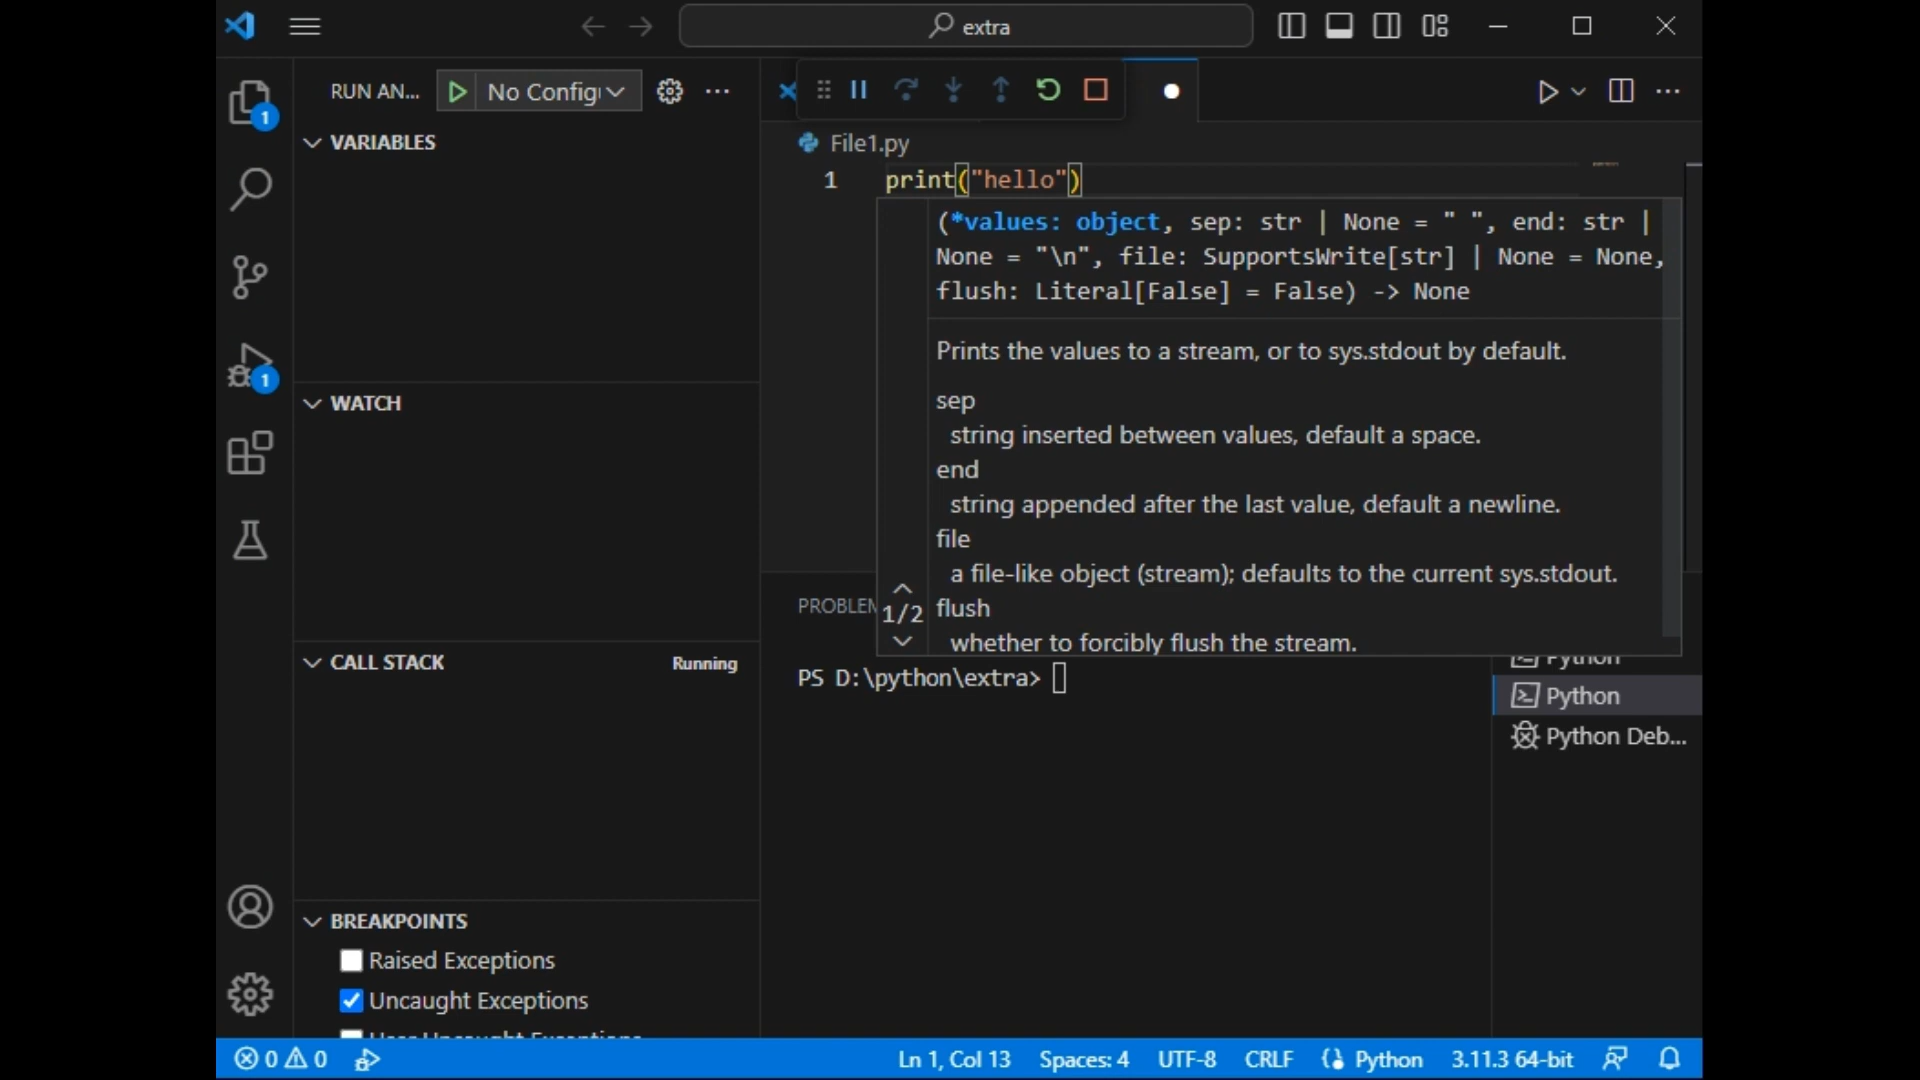 extra
RUN AN...
No Config
1
VARIABLES
File1.py
1
print("hello")
(*values: object, sep: str | None = " ", end: str |
None = "\n", file: SupportsWrite[str] | None = None,
flush: Literal[False] = False) -> None
Prints the values to a stream, or to sys.stdout by default.
sep
string inserted between values, default a space.
end
string appended after the last value, default a newline.
file
a file-like object (stream); defaults to the current sys.stdout.
1/2
flush
whether to forcibly flush the stream.
1
WATCH
PROBLEM
CALL STACK
Running
PS D:\python\extra>
Python
Python
Python Deb...
BREAKPOINTS
Raised Exceptions
Uncaught Exceptions
0
0
Ln 1, Col 13
Spaces: 4
UTF-8
CRLF
Python
3.11.3 64-bit